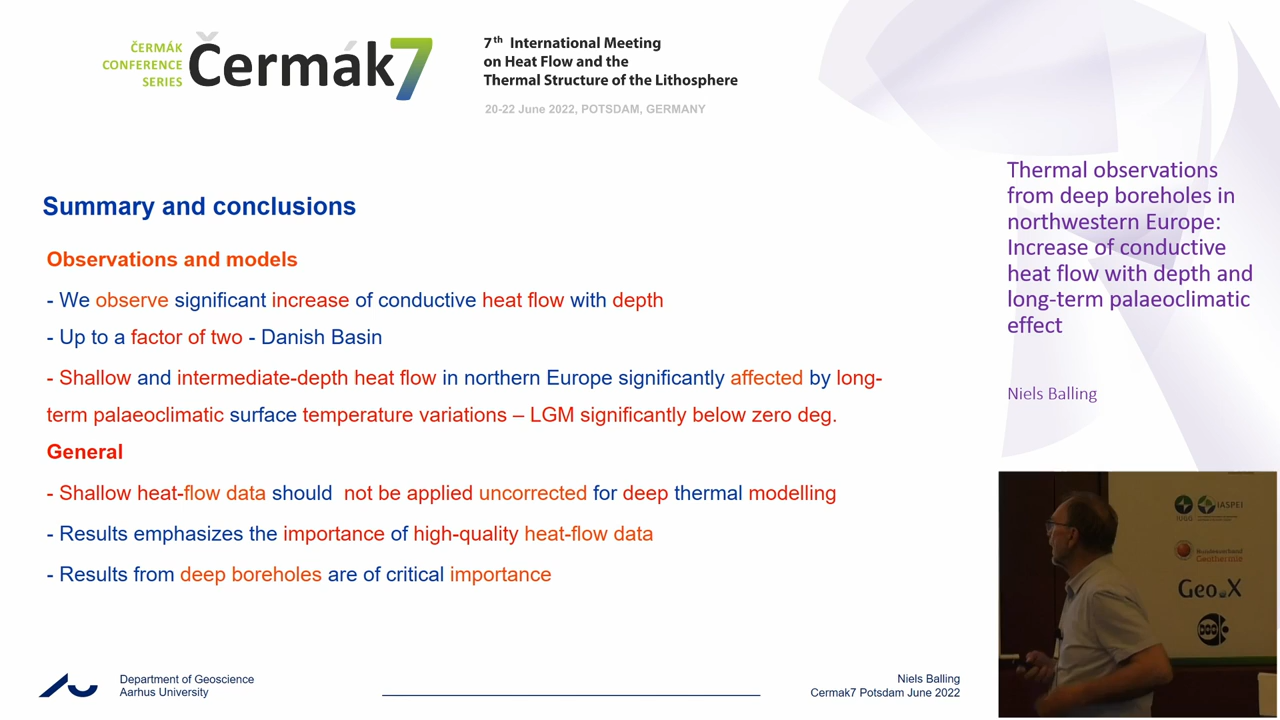 ČERMÁK
CONFERENCE
SERIES
Čermák7
7th International Meeting
on Heat Flow and the
Thermal Structure of the Lithosphere
20-22 June 2022, POTSDAM, GERMANY
Thermal observations
from deep boreholes in
northwestern Europe:
Increase of conductive
heat flow with depth and
long-term palaeoclimatic
effect
Niels Balling
Summary and conclusions
Observations and models
- We observe significant increase of conductive heat flow with depth
- Up to a factor of two - Danish Basin
- Shallow and intermediate-depth heat flow in northern Europe significantly affected by long-
term palaeoclimatic surface temperature variations – LGM significantly below zero deg.
General
- Shallow heat-flow data should not be applied uncorrected for deep thermal modelling
- Results emphasizes the importance of high-quality heat-flow data
- Results from deep boreholes are of critical importance
IUGG
IASPEI
Bundesverband
Geothermie
Geo.X
Department of Geoscience
Aarhus University
Niels Balling
Cermak7 Potsdam June 2022